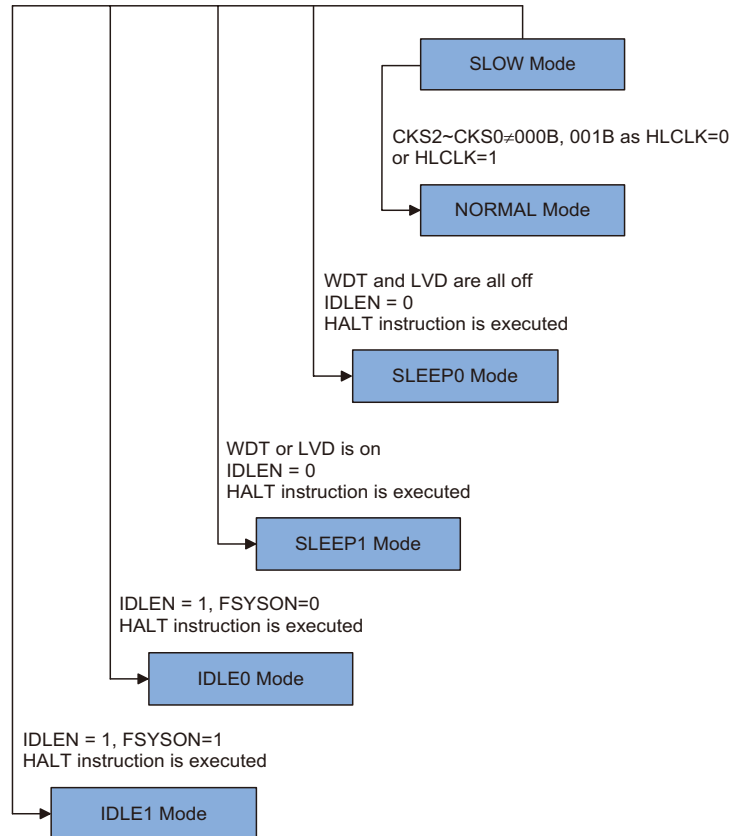 SLOW Mode
CKS2~CKS0≠000B, 001B as HLCLK=0
or HLCLK=1
NORMAL Mode
WDT and LVD are all off
IDLEN = 0
HALT instruction is executed
SLEEP0 Mode
WDT or LVD is on
IDLEN = 0
HALT instruction is executed
SLEEP1 Mode
IDLEN = 1, FSYSON=0
HALT instruction is executed
IDLE0 Mode
IDLEN = 1, FSYSON=1
HALT instruction is executed
IDLE1 Mode